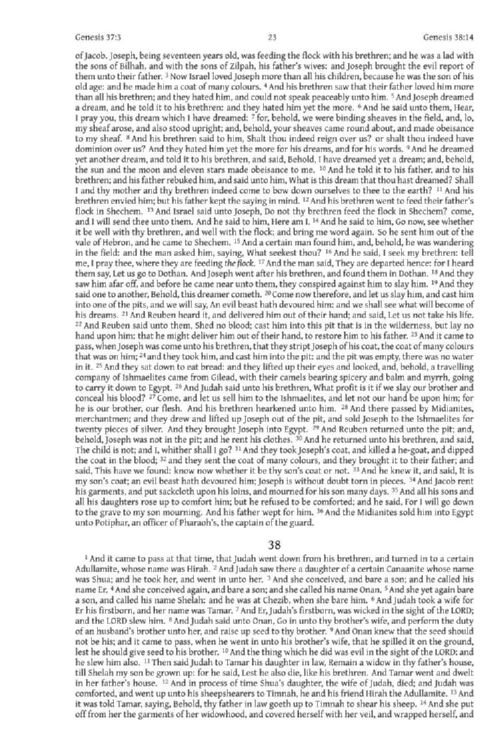 Genesis 37:3 23 Genesis 38:14
of Jacob. Joseph, being seventeen years old, was feeding the flock with his brethren; and he was a lad with
the sons of Bilhah, and with the sons of Zilpah, his father's wives: and Joseph brought the evil report of
them unto their father. 3 Now Israel loved Joseph more than all his children, because he was the son of his
old age: and he made him a coat of many colours. 4 And his brethren saw that their father loved him more
than all his brethren; and they hated him, and could not speak peaceably unto him. 5 And Joseph dreamed
a dream, and he told it to his brethren: and they hated him yet the more. 6 And he said unto them, Hear,
I pray you, this dream which I have dreamed: 7 for, behold, we were binding sheaves in the field, and, lo,
my sheaf arose, and also stood upright; and, behold, your sheaves came round about, and made obeisance
to my sheaf. 8 And his brethren said to him, Shalt thou indeed reign over us? or shalt thou indeed have
dominion over us? And they hated him yet the more for his dreams, and for his words. 9 And he dreamed
yet another dream, and told it to his brethren, and said, Behold, I have dreamed yet a dream; and, behold,
the sun and the moon and eleven stars made obeisance to me. 10 And he told it to his father, and to his
brethren; and his father rebuked him, and said unto him, What is this dream that thou hast dreamed? Shall
I and thy mother and thy brethren indeed come to bow down ourselves to thee to the earth? 11 And his
brethren envied him; but his father kept the saying in mind. 12 And his brethren went to feed their father's
flock in Shechem. 13 And Israel said unto Joseph, Do not thy brethren feed the flock in Shechem? come,
and I will send thee unto them. And he said to him, Here am I. 14 And he said to him, Go now, see whether
it be well with thy brethren, and well with the flock; and bring me word again. So he sent him out of the
vale of Hebron, and he came to Shechem. 15 And a certain man found him, and, behold, he was wandering
in the field: and the man asked him, saying, What seekest thou? 16 And he said, I seek my brethren: tell
me, I pray thee, where they are feeding the flock. 17 And the man said, They are departed hence: for I heard
them say, Let us go to Dothan. And Joseph went after his brethren, and found them in Dothan. 18 And they
saw him afar off, and before he came near unto them, they conspired against him to slay him. 19 And they
said one to another, Behold, this dreamer cometh. 20 Come now therefore, and let us slay him, and cast him
into one of the pits, and we will say, An evil beast hath devoured him: and we shall see what will become of
his dreams. 21 And Reuben heard it, and delivered him out of their hand; and said, Let us not take his life.
22 And Reuben said unto them, Shed no blood; cast him into this pit that is in the wilderness, but lay no
hand upon him: that he might deliver him out of their hand, to restore him to his father. 23 And it came to
pass, when Joseph was come unto his brethren, that they stript Joseph of his coat, the coat of many colours
that was on him; 24 and they took him, and cast him into the pit: and the pit was empty, there was no water
in it. 25 And they sat down to eat bread: and they lifted up their eyes and looked, and, behold, a travelling
company of Ishmaelites came from Gilead, with their camels bearing spicery and balm and myrrh, going
to carry it down to Egypt. 26 And Judah said unto his brethren, What profit is it if we slay our brother and
conceal his blood? 27 Come, and let us sell him to the Ishmaelites, and let not our hand be upon him; for
he is our brother, our flesh. And his brethren hearkened unto him. 28 And there passed by Midianites,
merchantmen; and they drew and lifted up Joseph out of the pit, and sold Joseph to the Ishmaelites for
twenty pieces of silver. And they brought Joseph into Egypt. 29 And Reuben returned unto the pit; and,
behold, Joseph was not in the pit; and he rent his clothes. 30 And he returned unto his brethren, and said,
The child is not; and I, whither shall I go? 31 And they took Joseph's coat, and killed a he-goat, and dipped
the coat in the blood; 32 and they sent the coat of many colours, and they brought it to their father; and
said, This have we found: know now whether it be thy son's coat or not. 33 And he knew it, and said, It is
my son's coat; an evil beast hath devoured him; Joseph is without doubt torn in pieces. 34 And Jacob rent
his garments, and put sackcloth upon his loins, and mourned for his son many days. 35 And all his sons and
all his daughters rose up to comfort him; but he refused to be comforted; and he said, For I will go down
to the grave to my son mourning. And his father wept for him. 36 And the Midianites sold him into Egypt
unto Potiphar, an officer of Pharaoh's, the captain of the guard.
38
1 And it came to pass at that time, that Judah went down from his brethren, and turned in to a certain
Adullamite, whose name was Hirah. 2 And Judah saw there a daughter of a certain Canaanite whose name
was Shua; and he took her, and went in unto her. 3 And she conceived, and bare a son; and he called his
name Er. 4 And she conceived again, and bare a son; and she called his name Onan. 5 And she yet again bare
a son, and called his name Shelah: and he was at Chezib, when she bare him. 6 And Judah took a wife for
Er his firstborn, and her name was Tamar. 7 And Er, Judah's firstborn, was wicked in the sight of the LORD;
and the LORD slew him. 8 And Judah said unto Onan, Go in unto thy brother's wife, and perform the duty
of an husband's brother unto her, and raise up seed to thy brother. 9 And Onan knew that the seed should
not be his; and it came to pass, when he went in unto his brother's wife, that he spilled it on the ground,
lest he should give seed to his brother. 10 And the thing which he did was evil in the sight of the LORD: and
he slew him also. 11 Then said Judah to Tamar his daughter in law, Remain a widow in thy father's house,
till Shelah my son be grown up: for he said, Lest he also die, like his brethren. And Tamar went and dwelt
in her father's house. 12 And in process of time Shua's daughter, the wife of Judah, died; and Judah was
comforted, and went up unto his sheepshearers to Timnah, he and his friend Hirah the Adullamite. 13 And
it was told Tamar, saying, Behold, thy father in law goeth up to Timnah to shear his sheep. 14 And she put
off from her the garments of her widowhood, and covered herself with her veil, and wrapped herself, and